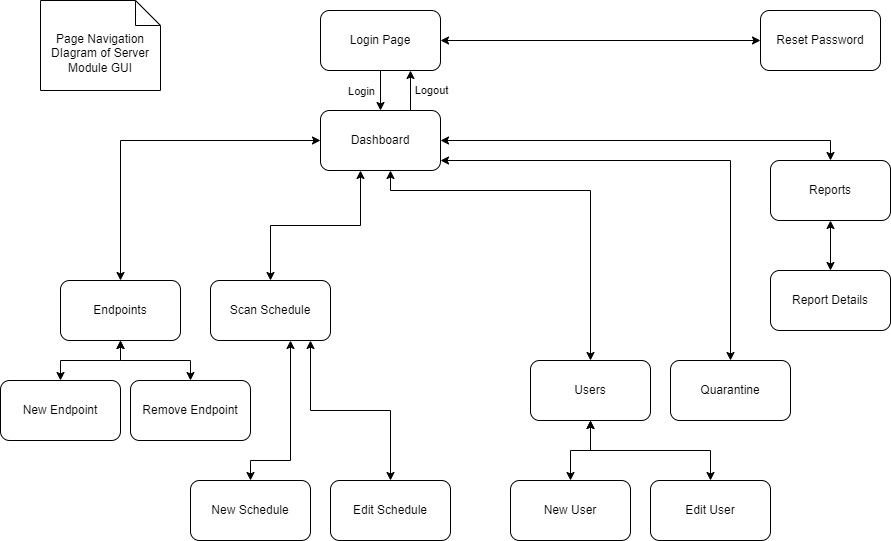 Page Navigation
DIagram of Server
Module GUI
Login Page
Reset Password
Login
Logout
Dashboard
Reports
Report Details
Endpoints
Scan Schedule
Users
Quarantine
New Endpoint
Remove Endpoint
New Schedule
Edit Schedule
New User
Edit User